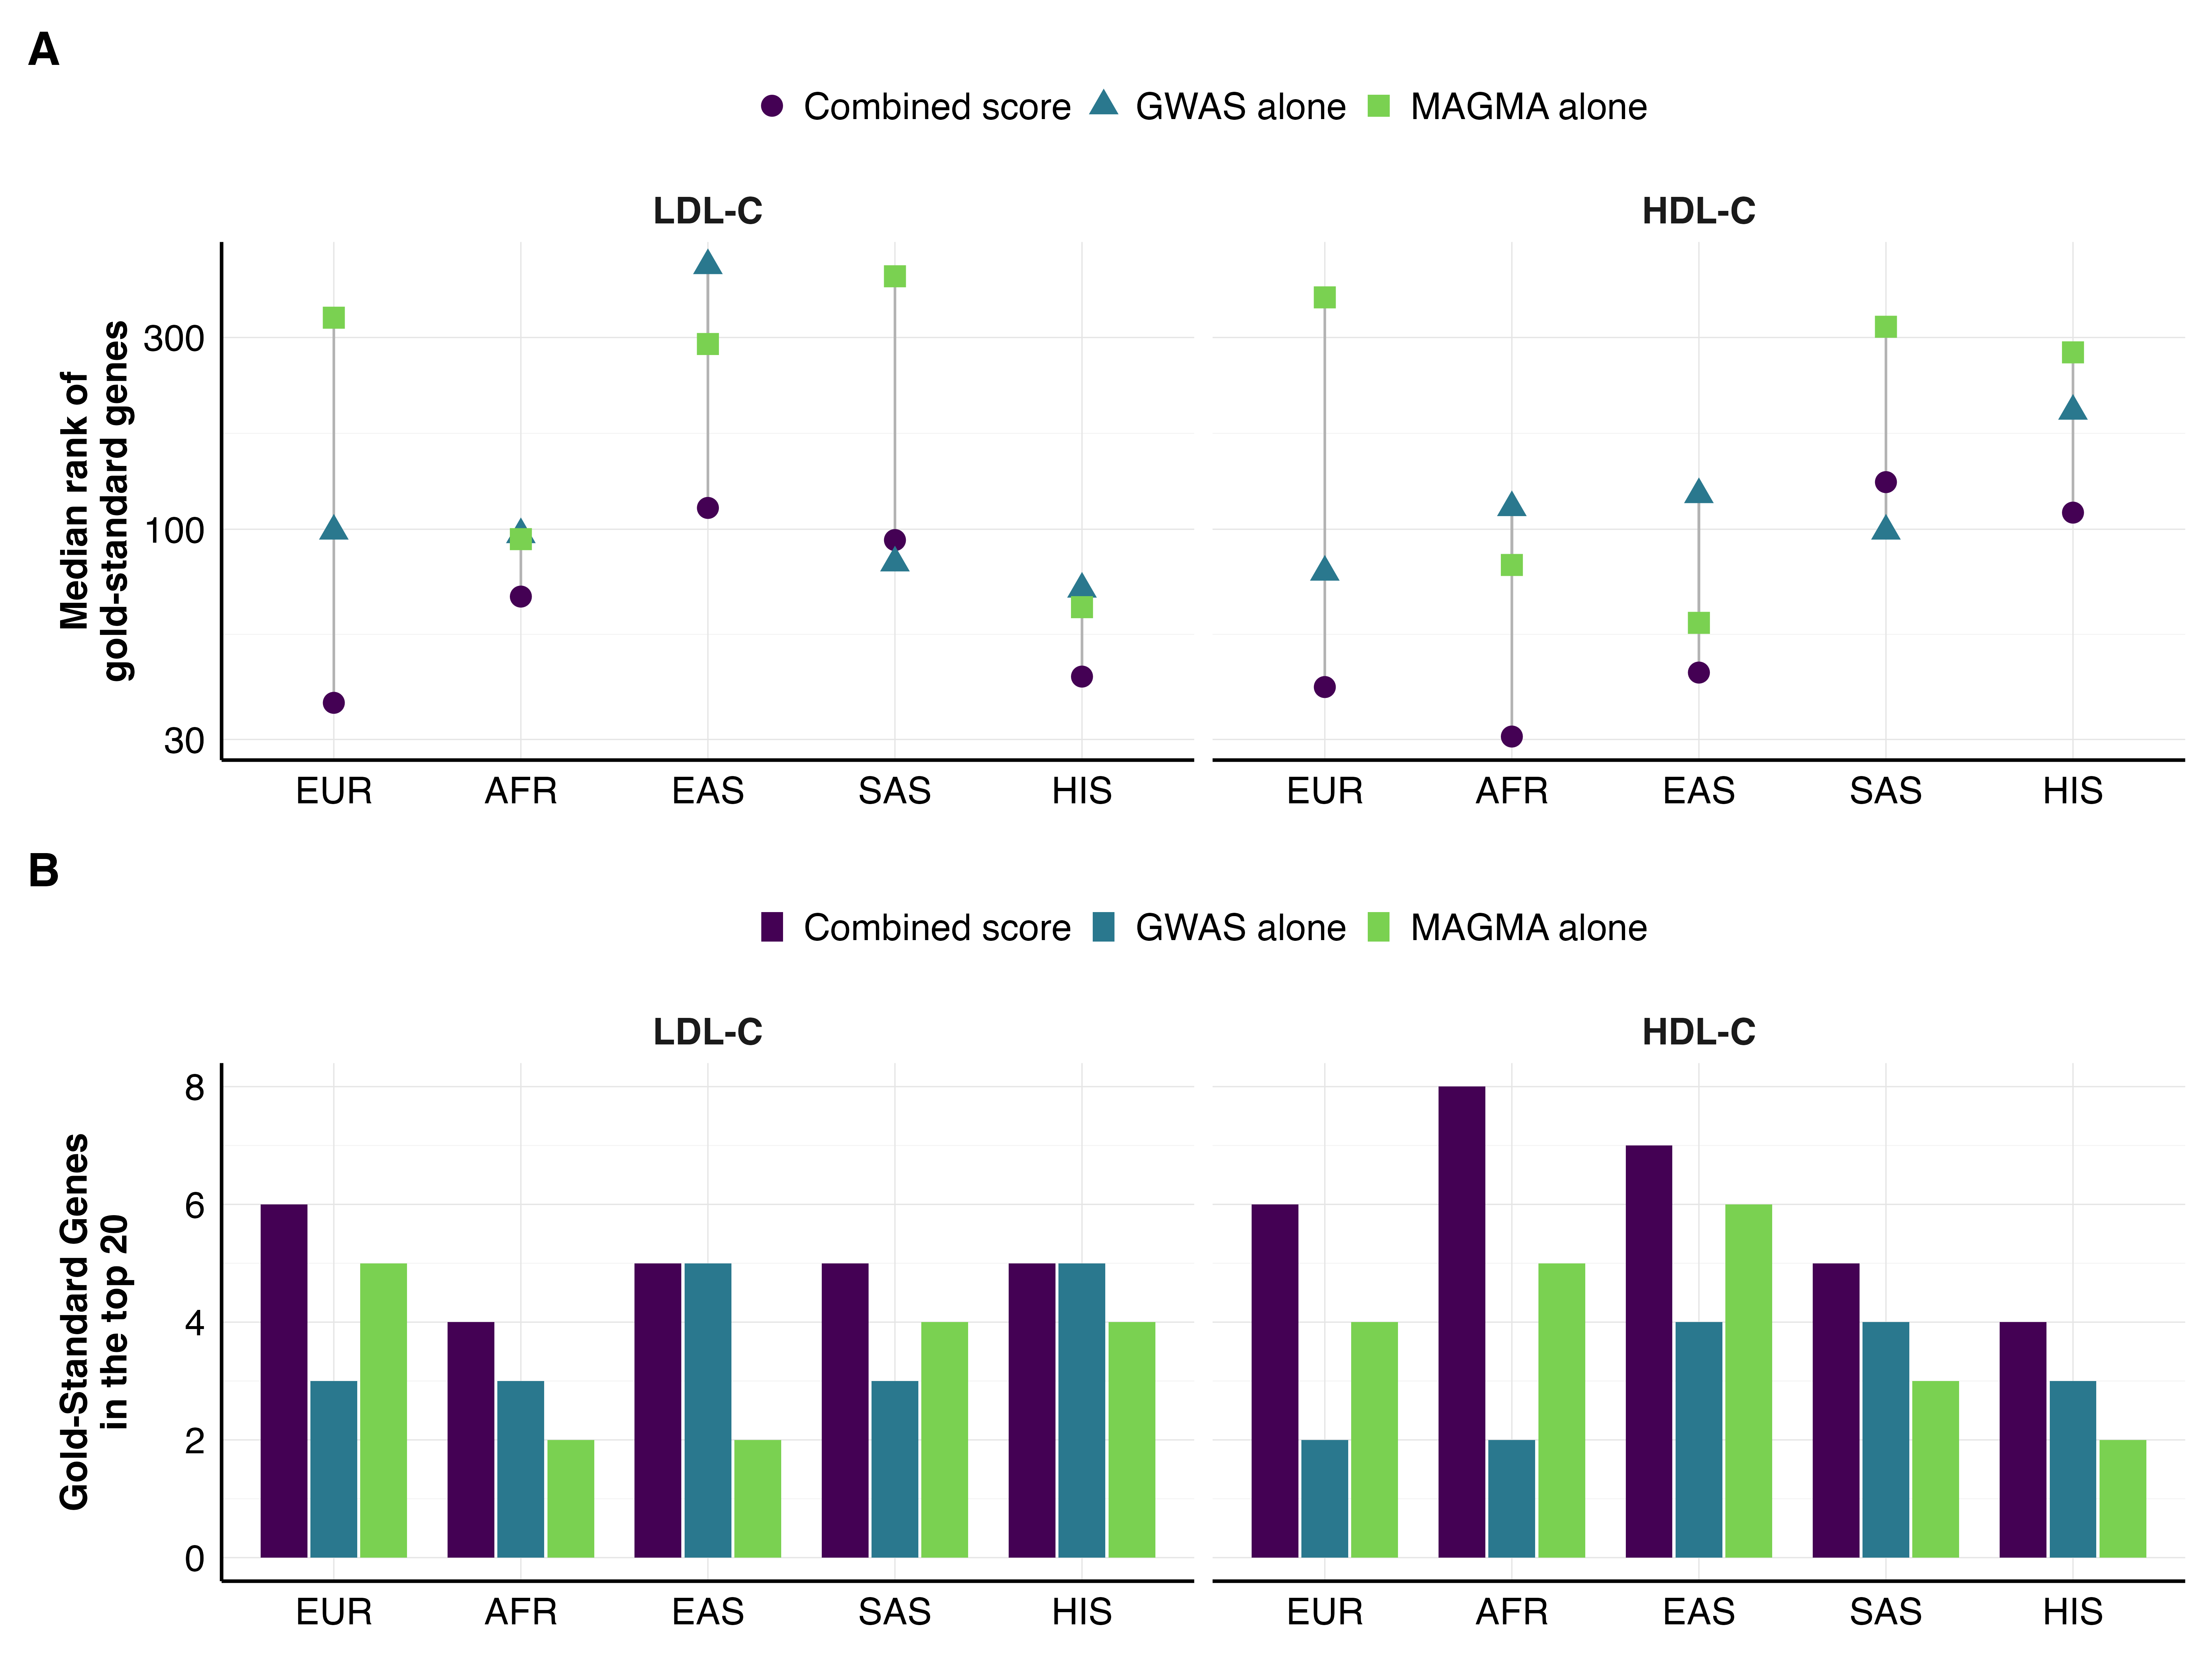 A
Combined score GWAS alone MAGMA alone
LDL-C HDL-C
Median rank of
gold-standard genes
300
100
30
EUR AFR EAS SAS HIS EUR AFR EAS SAS HIS
B
Combined score GWAS alone MAGMA alone
LDL-C HDL-C
Gold-Standard Genes
in the top 20
8
6
4
2
0
EUR AFR EAS SAS HIS EUR AFR EAS SAS HIS